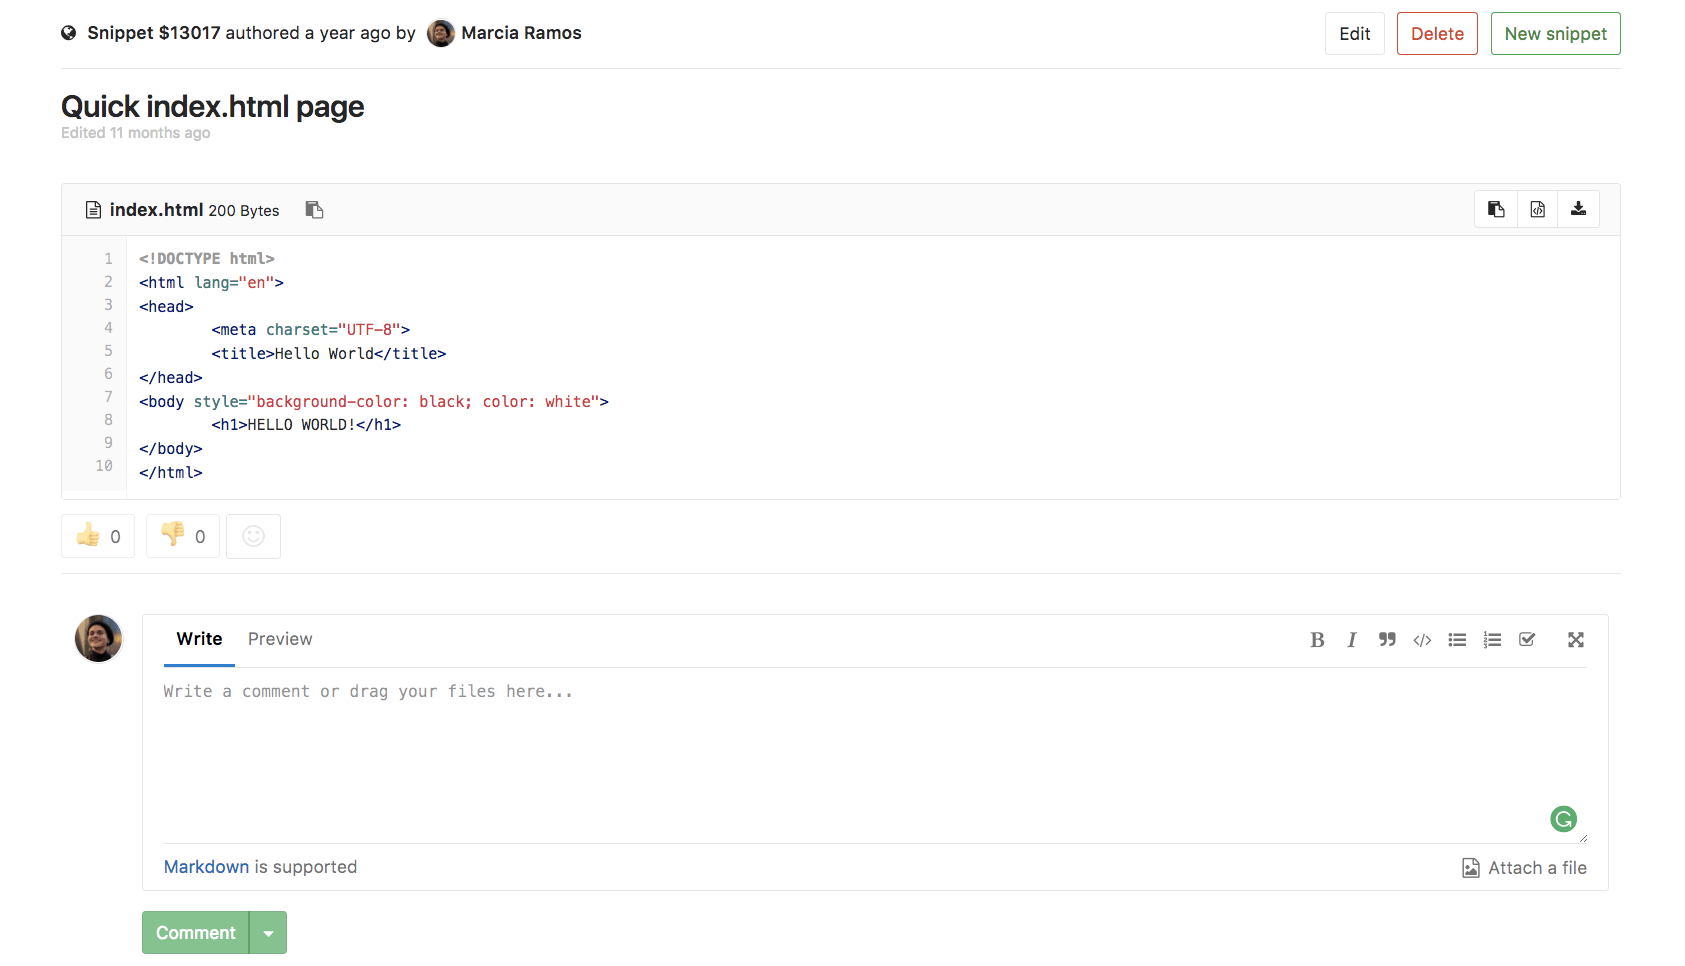 Snippet $13017 authored a year ago by Marcia Ramos
Edit
Delete
New snippet
Quick index.html page
Edited 11 months ago
index.html 200 Bytes
1 <!DOCTYPE html>
2 <html lang="en">
3 <head>
4 <meta charset="UTF-8">
5 <title>Hello World</title>
6 </head>
7 <body style="background-color: black; color: white">
8 <h1>HELLO WORLD!</h1>
9 </body>
10 </html>
0
0
Write
Preview
B I
Write a comment or drag your files here...
Markdown is supported
Attach a file
Comment